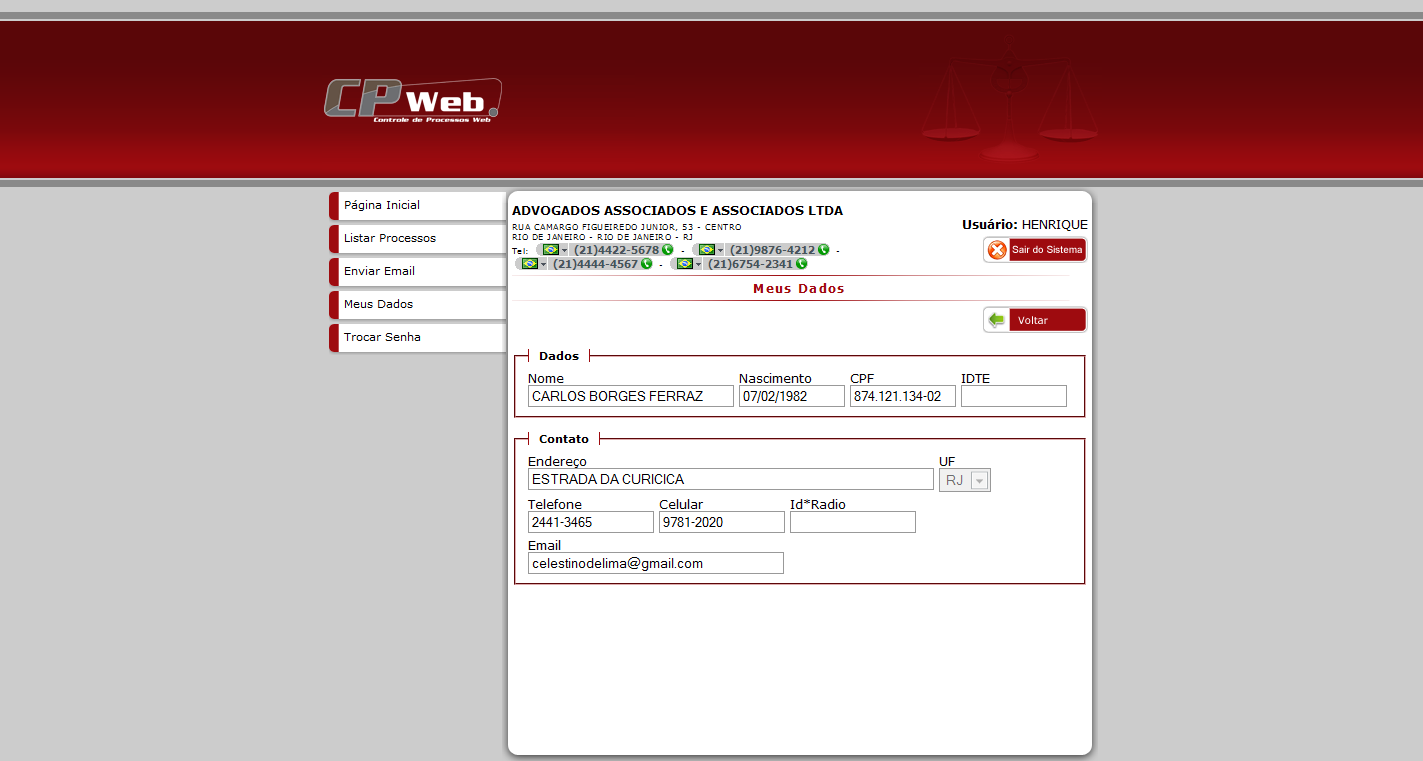 CP Web.
Controle de Processos Web
Página Inicial
Listar Processos
Enviar Email
Meus Dados
Trocar Senha
ADVOGADOS ASSOCIADOS E ASSOCIADOS LTDA
RUA CAMARGO FIGUEIREDO JUNIOR, 53 - CENTRO
RIO DE JANEIRO - RIO DE JANEIRO - RJ
Tel: (21)4422-5678 - (21)9876-4212 -
(21)4444-4567 - (21)6754-2341
Usuário: HENRIQUE
Sair do Sistema
Meus Dados
Voltar
Dados
Nome Nascimento CPF IDTE
CARLOS BORGES FERRAZ 07/02/1982 874.121.134-02
Contato
Endereço UF
ESTRADA DA CURICICA RJ
Telefone Celular Id*Radio
2441-3465 9781-2020
Email
celestinodelima@gmail.com